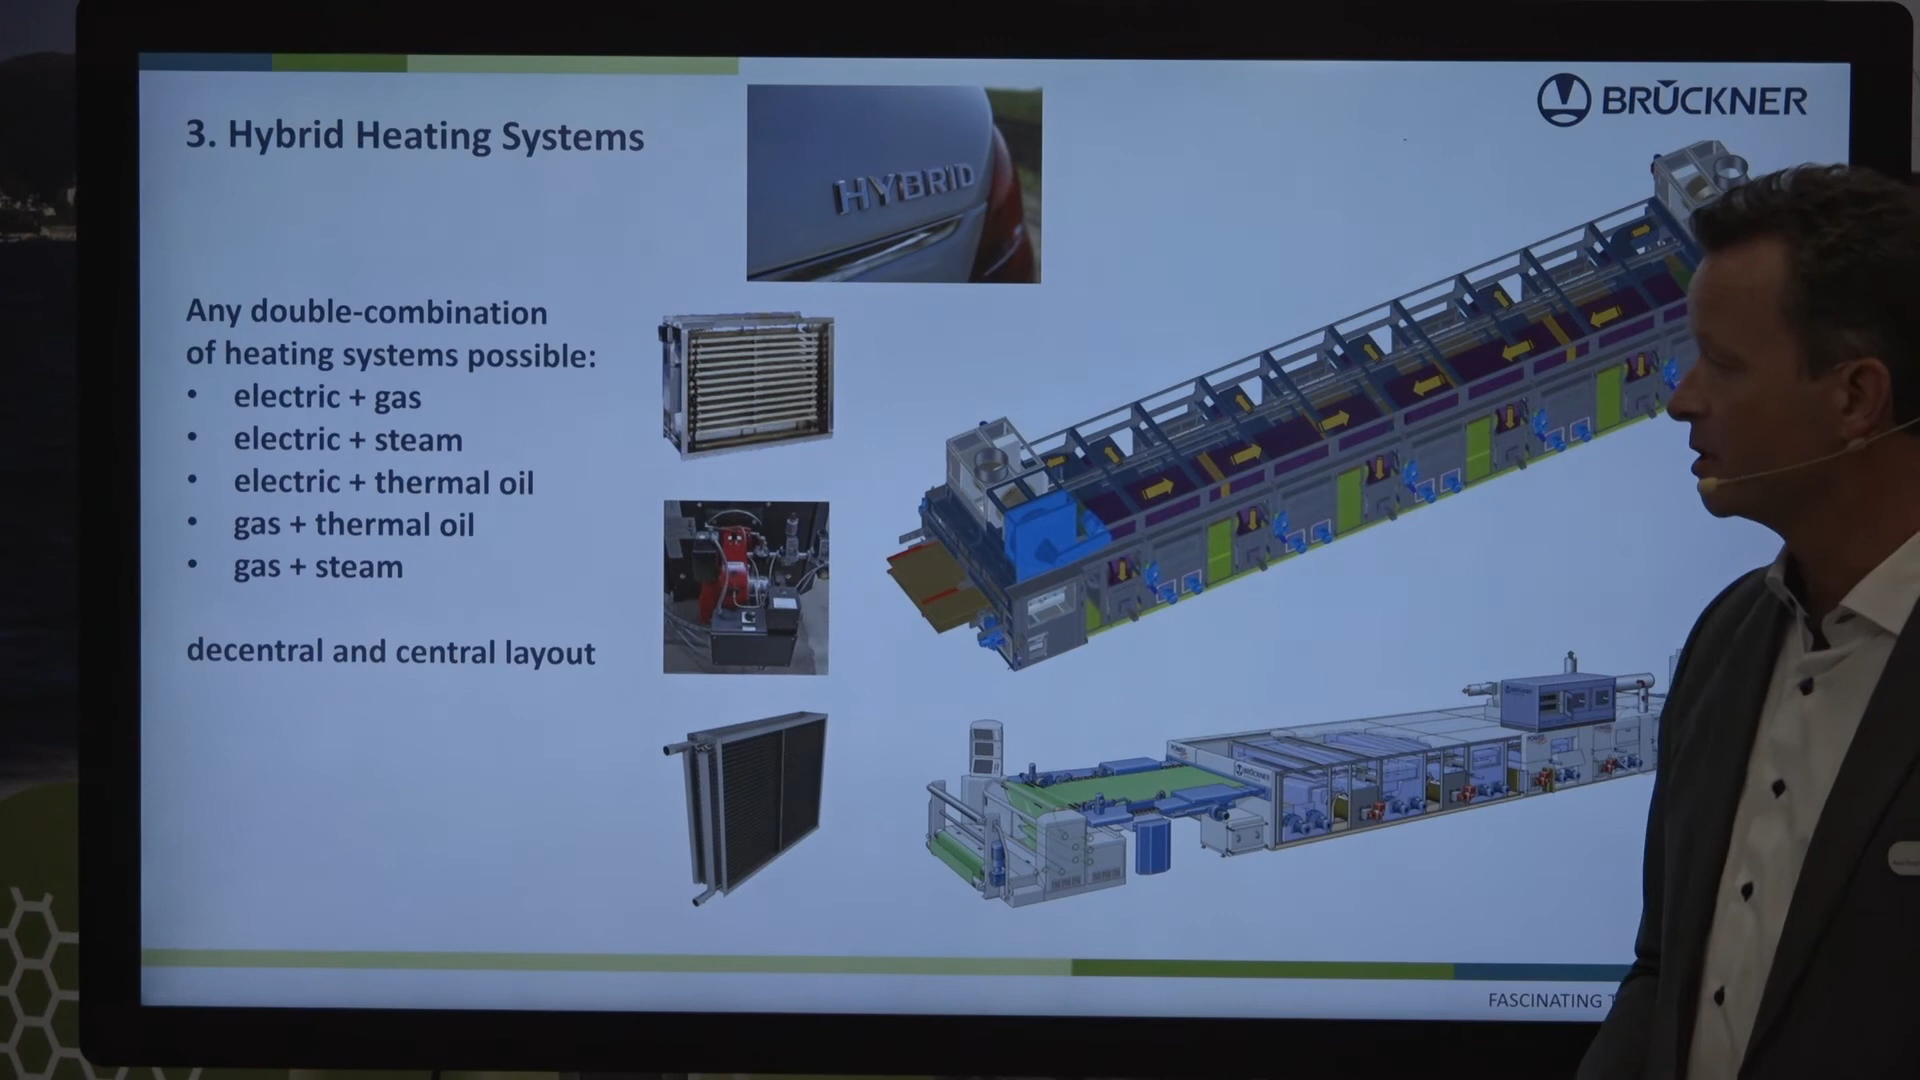 BRÜCKNER
3. Hybrid Heating Systems
HYBRID
Any double-combination
of heating systems possible:
• electric + gas
• electric + steam
• electric + thermal oil
• gas + thermal oil
• gas + steam
decentral and central layout
BRÜCKNER
FASCINATING